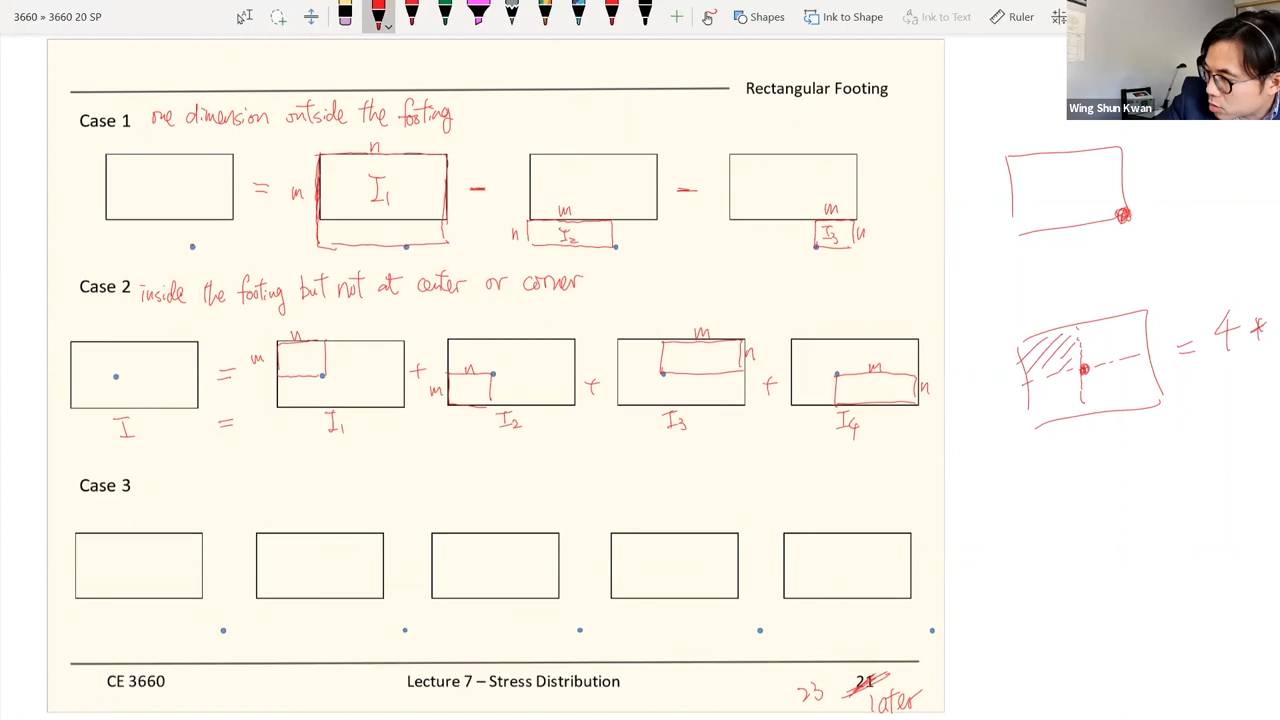 3660 » 3660 20 SP
Shapes
Ink to Shape
Ink to Text
Ruler
Wing Shun Kwan
Rectangular Footing
Case 1 one dimension outside the footing
= m n I1 - m n I2 - m I3 n
Case 2 inside the footing but not at center or corner
= m n + m n + m n + m n
I = I1 I2 I3 I4
= 4 *
Case 3
CE 3660
Lecture 7 – Stress Distribution
21
23 later